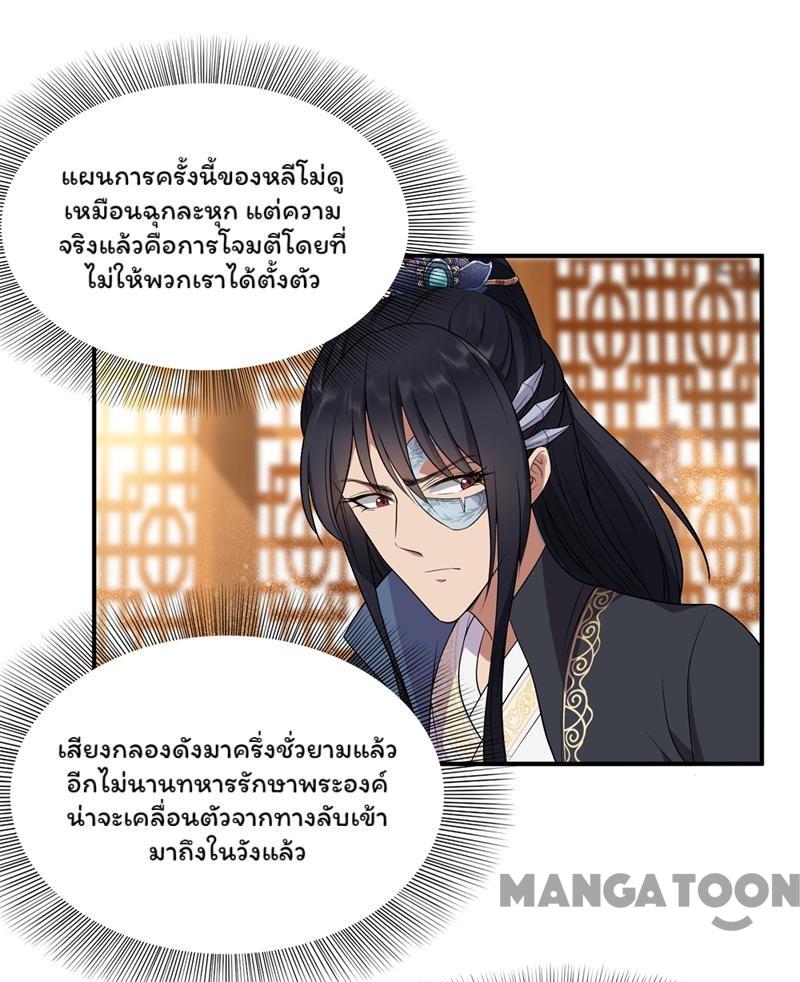 แผนการครั้งนี้ของหลีโม่ดู
เหมือนฉุกละหุก แต่ความ
จริงแล้วคือการโจมตีโดยที่
ไม่ให้พวกเราได้ตั้งตัว
เสียงกลองดังมาครึ่งชั่วยามแล้ว
อีกไม่นานทหารรักษาพระองค์
น่าจะเคลื่อนตัวจากทางลับเข้า
มาถึงในวังแล้ว
MANGATOON